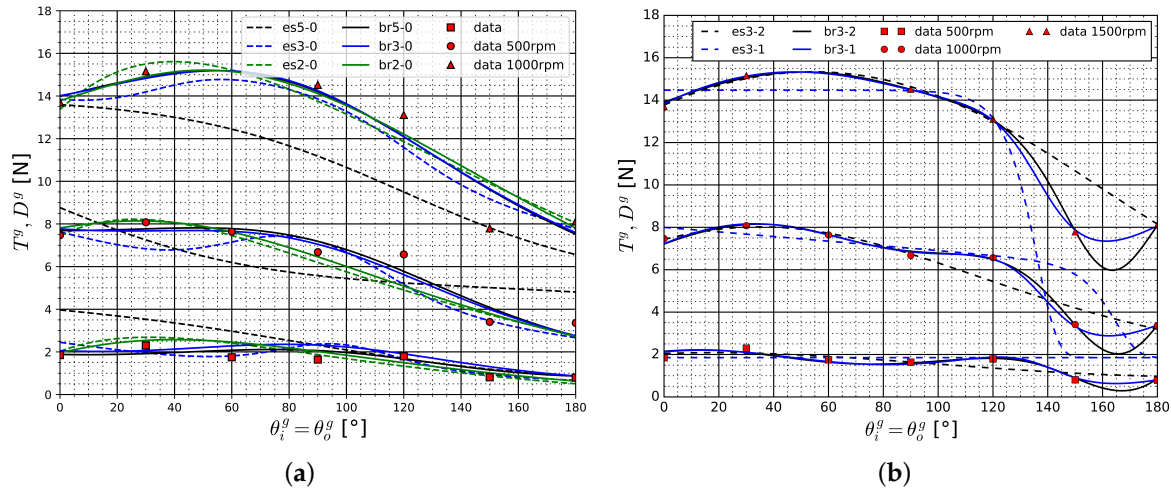 es5-0 br5-0 data
es3-0 br3-0 data 500rpm
es2-0 br2-0 data 1000rpm
18
16
14
12
10
8
6
4
2
0
T^g, D^g [N]
0 20 40 60 80 100 120 140 160 180
θ_i^g = θ_o^g [°]
(a)
es3-2 br3-2 data 500rpm data 1500rpm
es3-1 br3-1 data 1000rpm
18
16
14
12
10
8
6
4
2
0
T^g, D^g [N]
0 20 40 60 80 100 120 140 160 180
θ_i^g = θ_o^g [°]
(b)